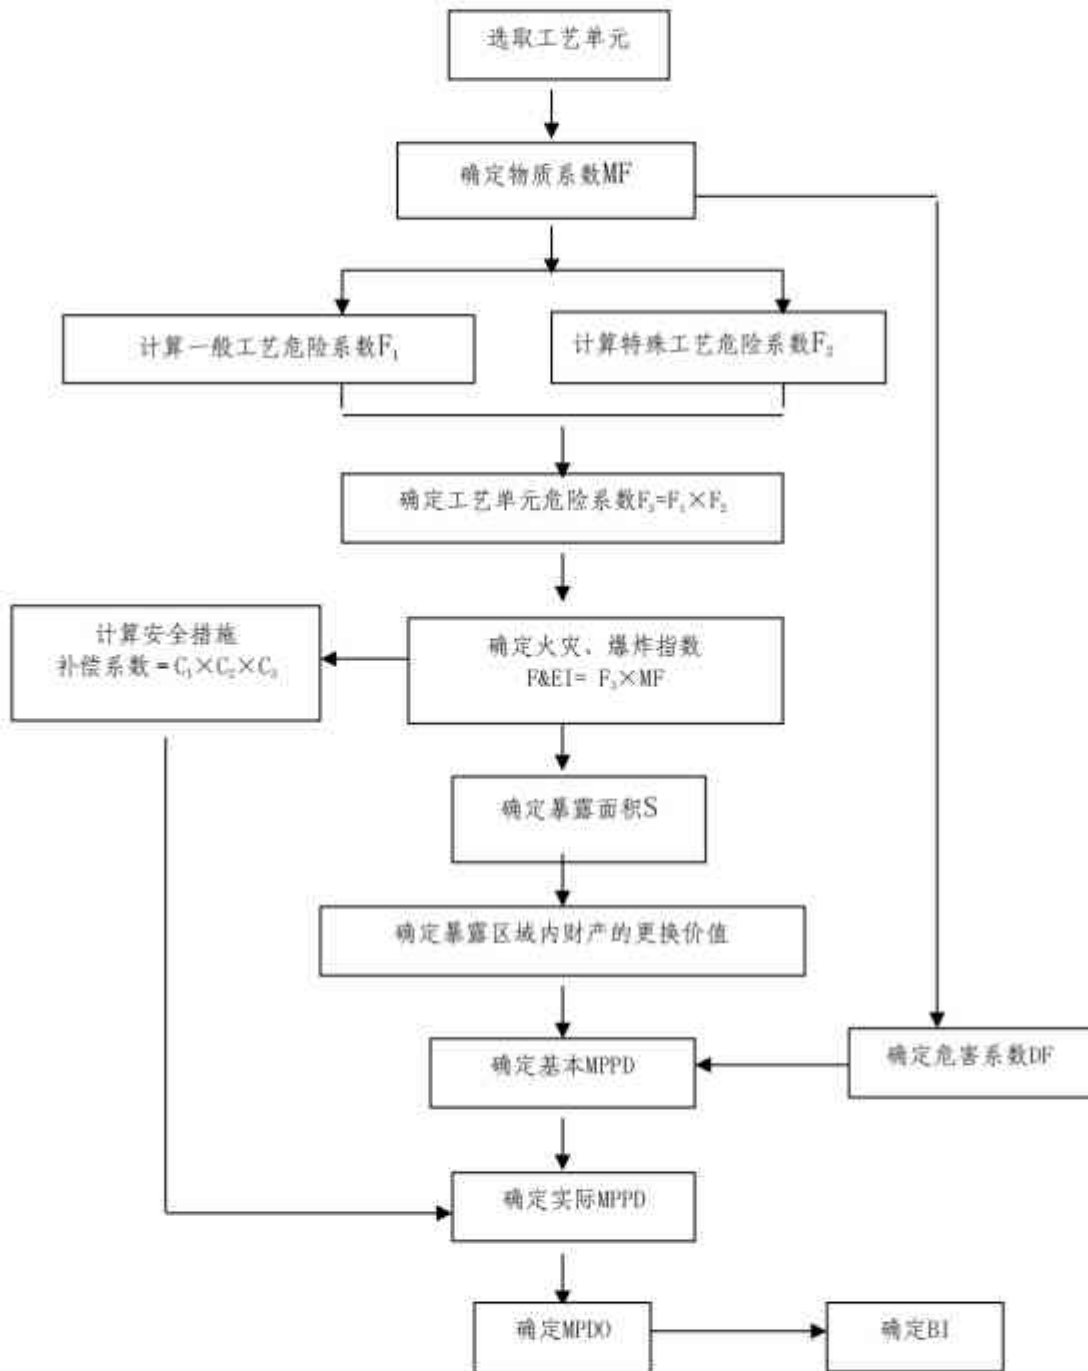 选取工艺单元
确定物质系数MF
计算一般工艺危险系数F₁
计算特殊工艺危险系数F₂
确定工艺单元危险系数F₃=F₁×F₂
计算安全措施
补偿系数=C₁×C₂×C₃
确定火灾、爆炸指数
F&EI= F₃×MF
确定暴露面积S
确定暴露区域内财产的更换价值
确定基本MPPD
确定危害系数DF
确定实际MPPD
确定MPDO
确定BI